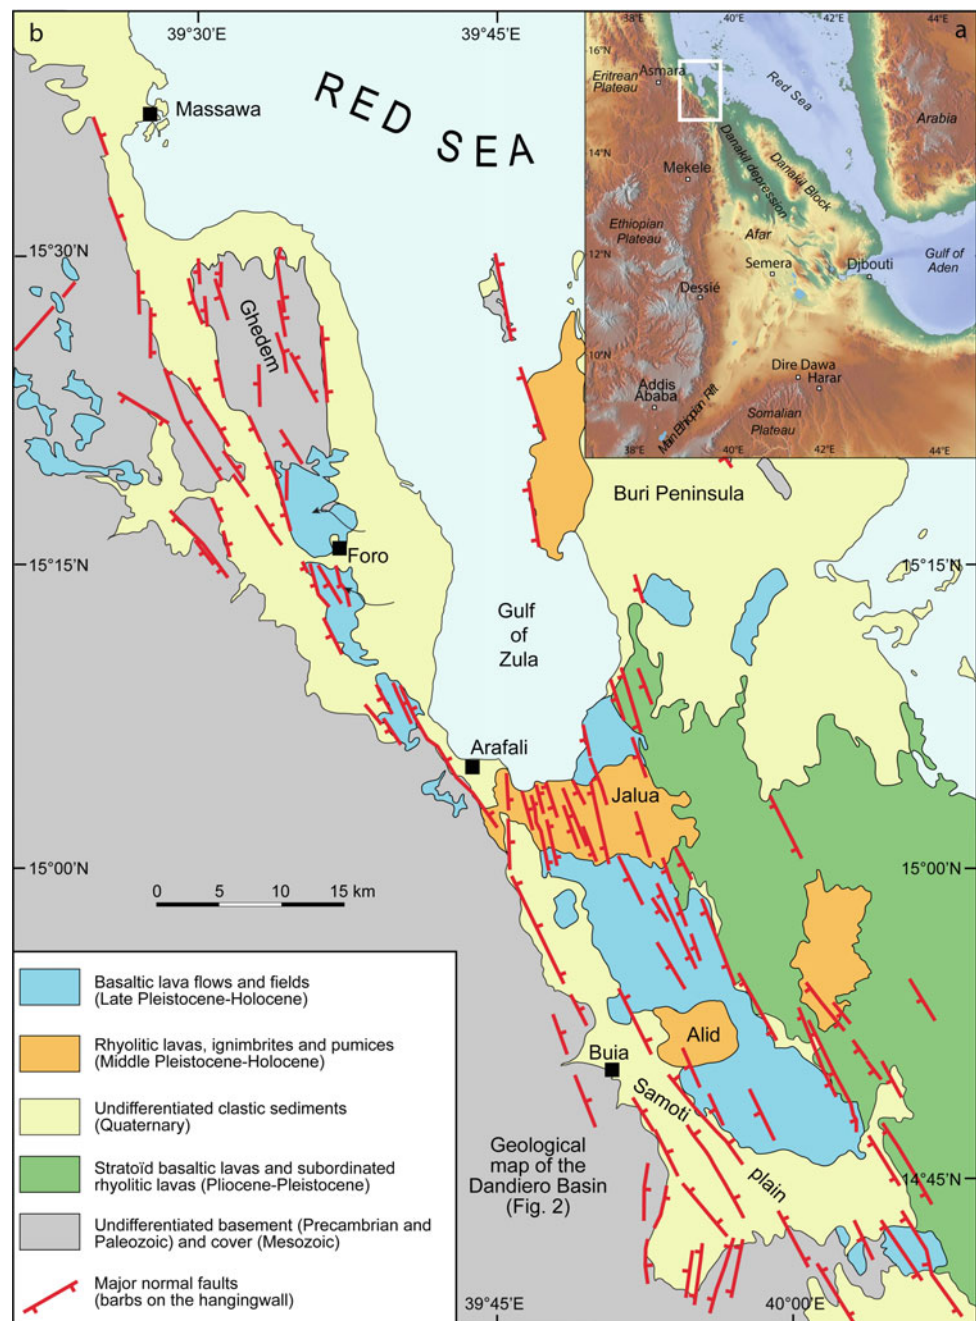 b
39°30'E
39°45'E
Massawa
RED SEA
15°30'N
Ghedem
Foro
Buri Peninsula
15°15'N
15°15'N
Gulf
of
Zula
Arafali
Jalua
15°00'N
15°00'N
0 5 10 15 km
Alid
Buia
Samoti
plain
Geological
map of the
Dandiero Basin
(Fig. 2)
14°45'N
39°45'E
40°00'E
Basaltic lava flows and fields
(Late Pleistocene-Holocene)
Rhyolitic lavas, ignimbrites and pumices
(Middle Pleistocene-Holocene)
Undifferentiated clastic sediments
(Quaternary)
Stratoïd basaltic lavas and subordinated
rhyolitic lavas (Pliocene-Pleistocene)
Undifferentiated basement (Precambrian and
Paleozoic) and cover (Mesozoic)
Major normal faults
(barbs on the hangingwall)
a
38°E
40°E
42°E
44°E
16°N
Asmara
Eritrean
Plateau
Red Sea
Arabia
14°N
Danakil depression
Danakil Block
Mekele
Ethiopian
Plateau
Afar
12°N
Semera
Djbouti
Gulf of
Aden
Dessié
10°N
Dire Dawa
Harar
Addis
Ababa
Main Ethiopian Rift
Somalian
Plateau
38°E
40°E
42°E
44°E